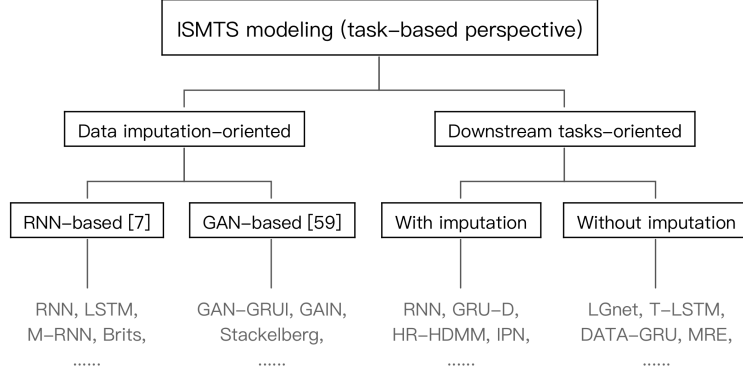 ISMTS modeling (task-based perspective)
Data imputation-oriented
Downstream tasks-oriented
RNN-based [7]
GAN-based [59]
With imputation
Without imputation
RNN, LSTM,
M-RNN, Brits,
......
GAN-GRUI, GAIN,
Stackelberg,
......
RNN, GRU-D,
HR-HDMM, IPN,
......
LGnet, T-LSTM,
DATA-GRU, MRE,
......